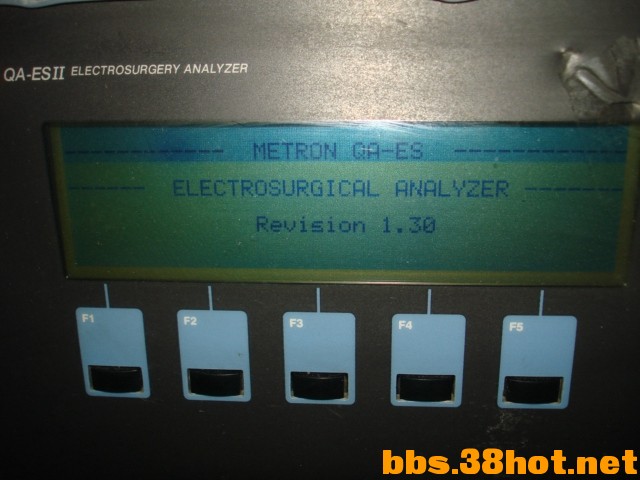 QA-ESII ELECTROSURGERY ANALYZER
---------- METRON QA-ES ----------
------ ELECTROSURGICAL ANALYZER -------
Revision 1.30
F1 F2 F3 F4 F5
bbs.38hot.net